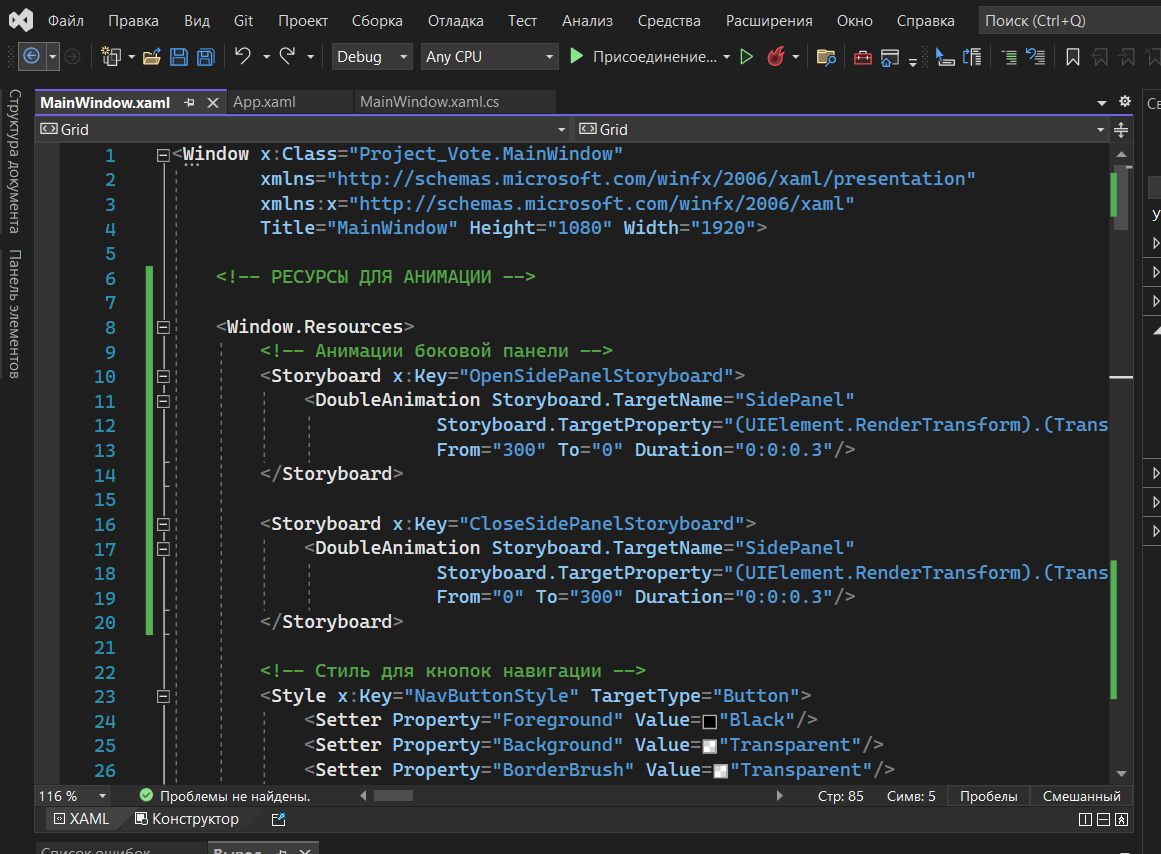 Файл Правка Вид Git Проект Сборка Отладка Тест Анализ Средства Расширения Окно Справка Поиск (Ctrl+Q)
Debug Any CPU Присоединение...
Структура документа
Панель элементов
MainWindow.xaml App.xaml MainWindow.xaml.cs
Grid Grid
1 <Window x:Class="Project_Vote.MainWindow"
2 xmlns="http://schemas.microsoft.com/winfx/2006/xaml/presentation"
3 xmlns:x="http://schemas.microsoft.com/winfx/2006/xaml"
4 Title="MainWindow" Height="1080" Width="1920">
5
6 <!-- РЕСУРСЫ ДЛЯ АНИМАЦИИ -->
7
8 <Window.Resources>
9 <!-- Анимации боковой панели -->
10 <Storyboard x:Key="OpenSidePanelStoryboard">
11 <DoubleAnimation Storyboard.TargetName="SidePanel"
12 Storyboard.TargetProperty="(UIElement.RenderTransform).(Trans
13 From="300" To="0" Duration="0:0:0.3"/>
14 </Storyboard>
15
16 <Storyboard x:Key="CloseSidePanelStoryboard">
17 <DoubleAnimation Storyboard.TargetName="SidePanel"
18 Storyboard.TargetProperty="(UIElement.RenderTransform).(Trans
19 From="0" To="300" Duration="0:0:0.3"/>
20 </Storyboard>
21
22 <!-- Стиль для кнопок навигации -->
23 <Style x:Key="NavButtonStyle" TargetType="Button">
24 <Setter Property="Foreground" Value="Black"/>
25 <Setter Property="Background" Value="Transparent"/>
26 <Setter Property="BorderBrush" Value="Transparent"/>
116 % Проблемы не найдены. Стр: 85 Симв: 5 Пробелы Смешанный
XAML Конструктор
Список ошибок Вывод